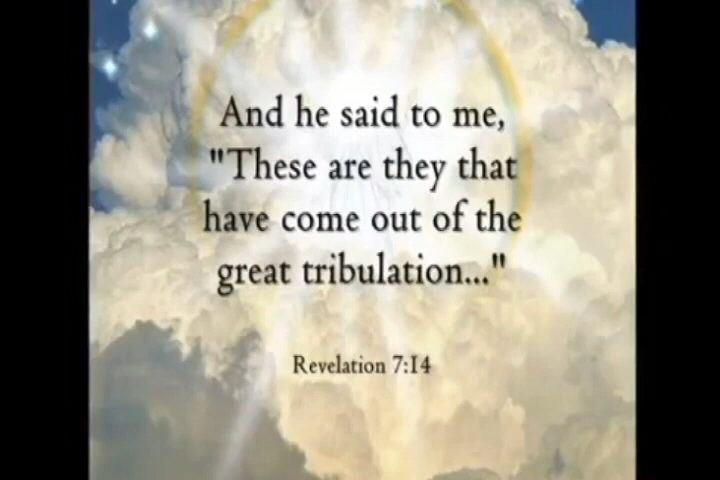 And he said to me,
"These are they that
have come out of the
great tribulation..."
Revelation 7:14